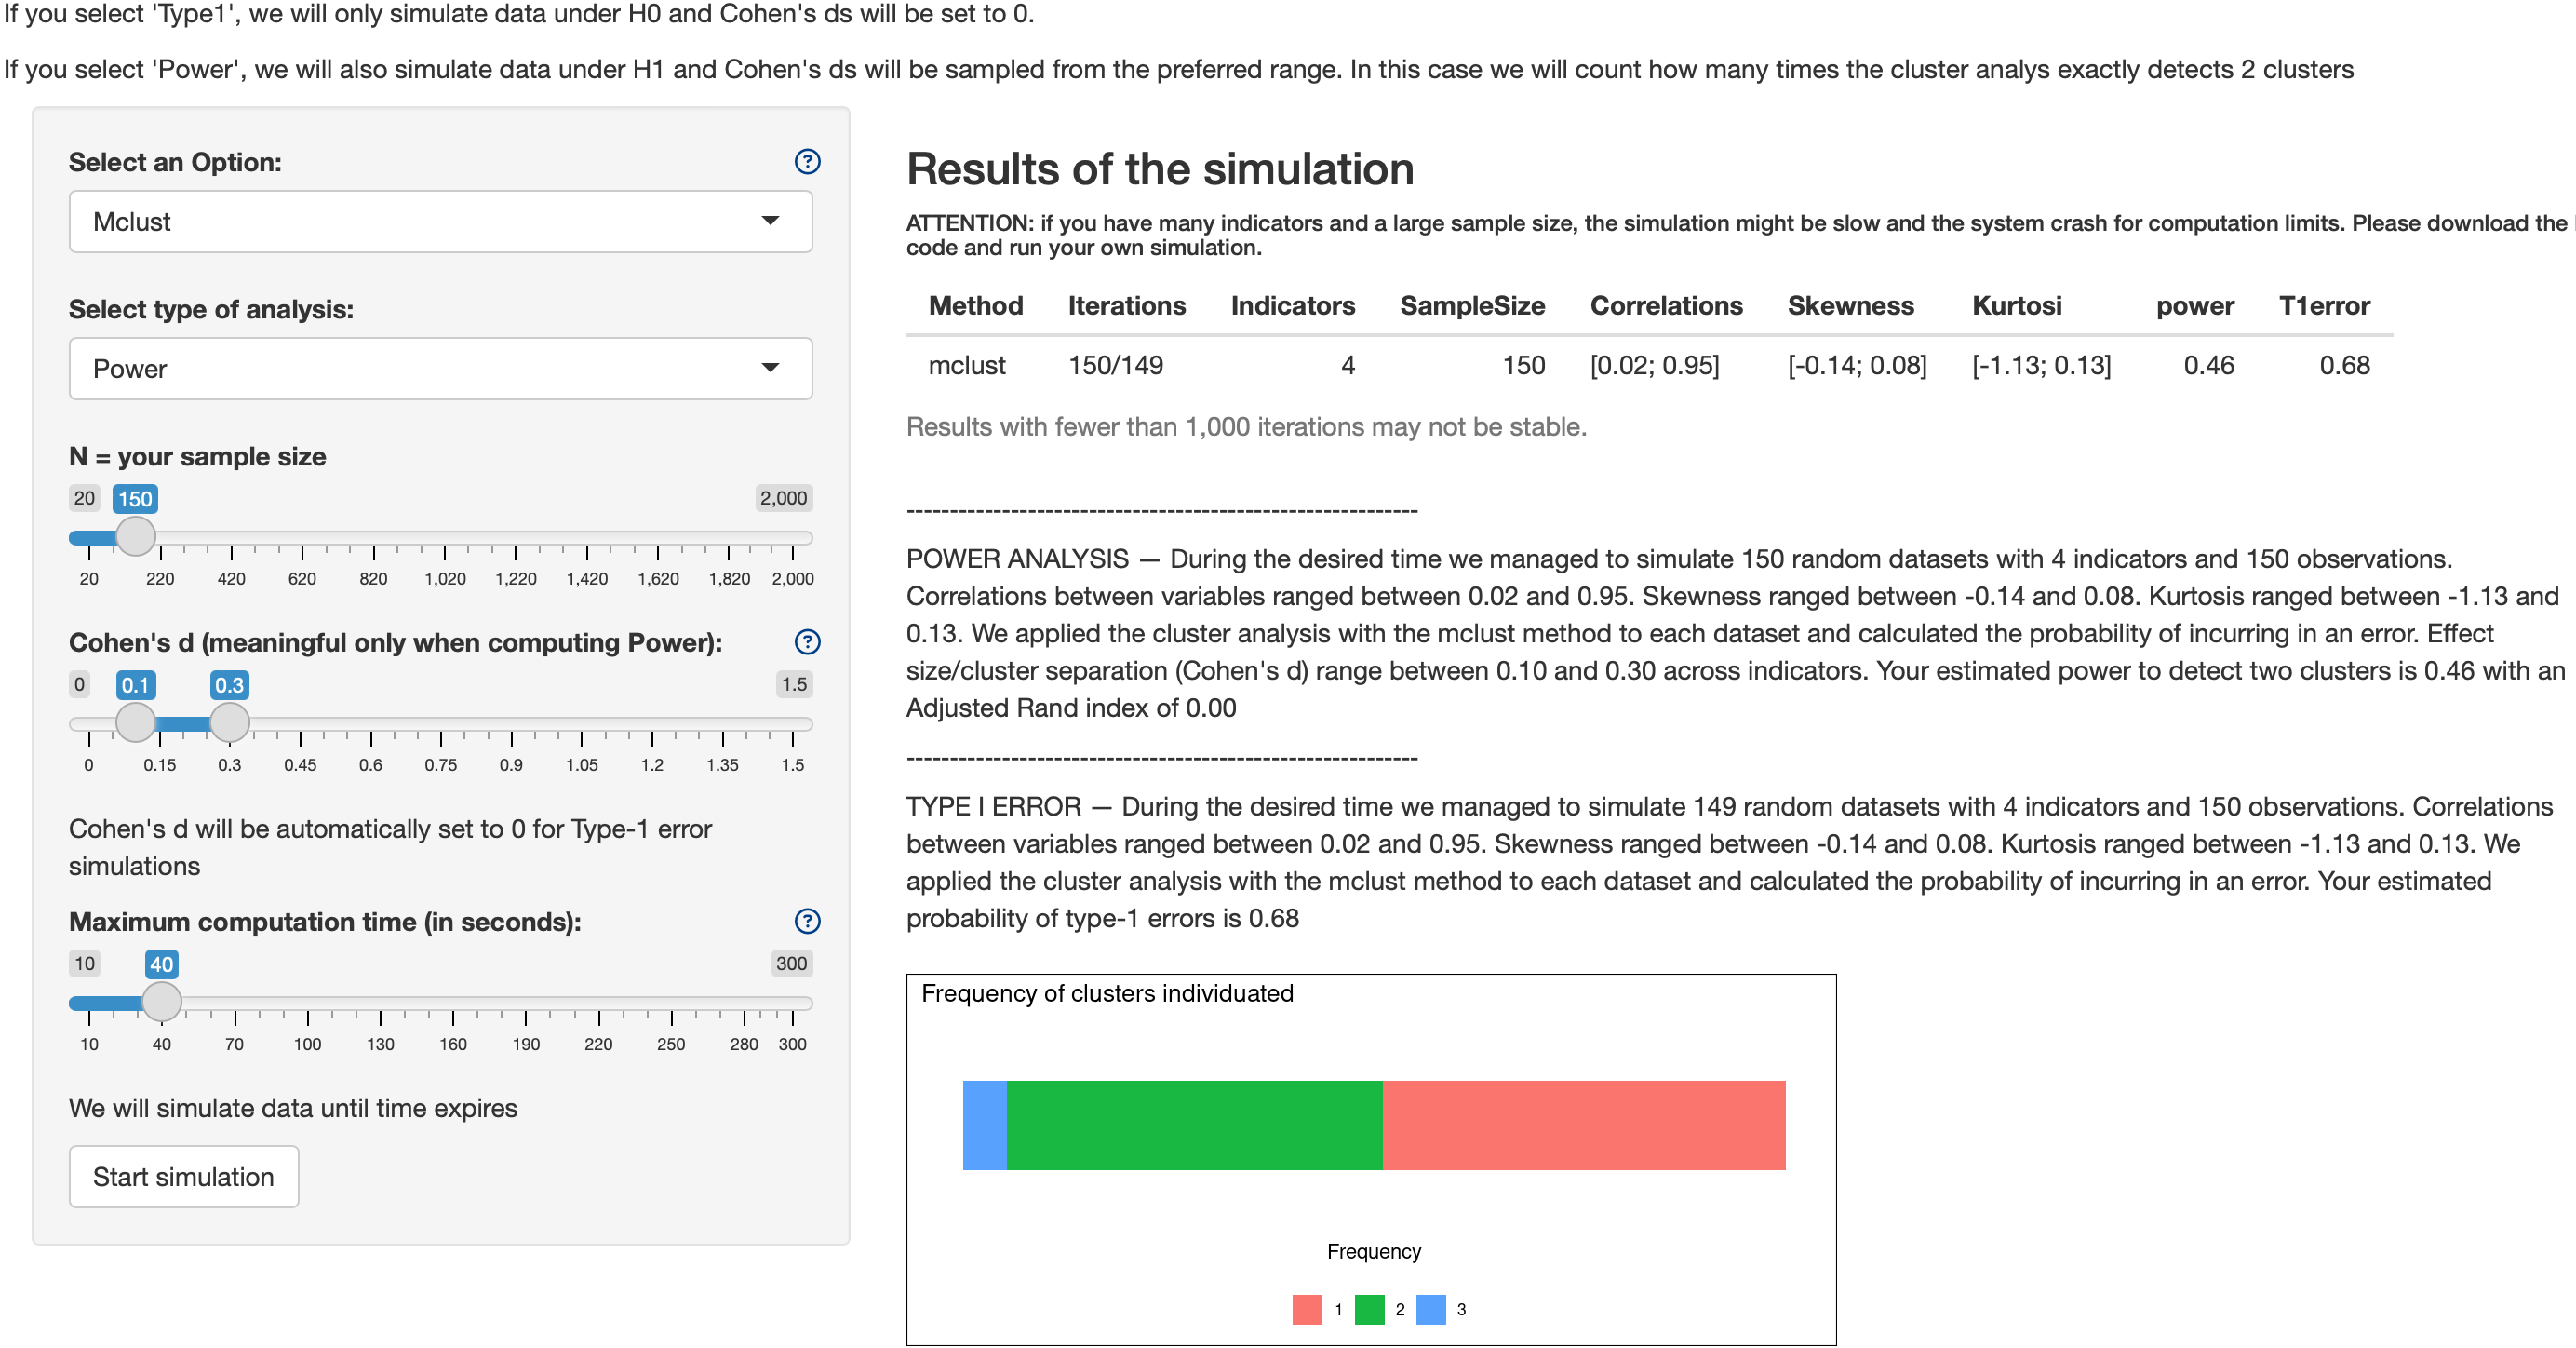 If you select 'Type1', we will only simulate data under H0 and Cohen's ds will be set to 0.
If you select 'Power', we will also simulate data under H1 and Cohen's ds will be sampled from the preferred range. In this case we will count how many times the cluster analys exactly detects 2 clusters
Select an Option:
Mclust
Select type of analysis:
Power
N = your sample size
20 150 2,000
20 220 420 620 820 1,020 1,220 1,420 1,620 1,820 2,000
Cohen's d (meaningful only when computing Power):
0 0.1 0.3 1.5
0 0.15 0.3 0.45 0.6 0.75 0.9 1.05 1.2 1.35 1.5
Cohen's d will be automatically set to 0 for Type-1 error
simulations
Maximum computation time (in seconds):
10 40 300
10 40 70 100 130 160 190 220 250 280 300
We will simulate data until time expires
Start simulation
Results of the simulation
ATTENTION: if you have many indicators and a large sample size, the simulation might be slow and the system crash for computation limits. Please download the
code and run your own simulation.
Method Iterations Indicators SampleSize Correlations Skewness Kurtosi power T1error
mclust 150/149 4 150 [0.02; 0.95] [-0.14; 0.08] [-1.13; 0.13] 0.46 0.68
Results with fewer than 1,000 iterations may not be stable.
-----------------------------------------------------------
POWER ANALYSIS — During the desired time we managed to simulate 150 random datasets with 4 indicators and 150 observations.
Correlations between variables ranged between 0.02 and 0.95. Skewness ranged between -0.14 and 0.08. Kurtosis ranged between -1.13 and
0.13. We applied the cluster analysis with the mclust method to each dataset and calculated the probability of incurring in an error. Effect
size/cluster separation (Cohen's d) range between 0.10 and 0.30 across indicators. Your estimated power to detect two clusters is 0.46 with an
Adjusted Rand index of 0.00
-----------------------------------------------------------
TYPE I ERROR — During the desired time we managed to simulate 149 random datasets with 4 indicators and 150 observations. Correlations
between variables ranged between 0.02 and 0.95. Skewness ranged between -0.14 and 0.08. Kurtosis ranged between -1.13 and 0.13. We
applied the cluster analysis with the mclust method to each dataset and calculated the probability of incurring in an error. Your estimated
probability of type-1 errors is 0.68
Frequency of clusters individuated
Frequency
1 2 3